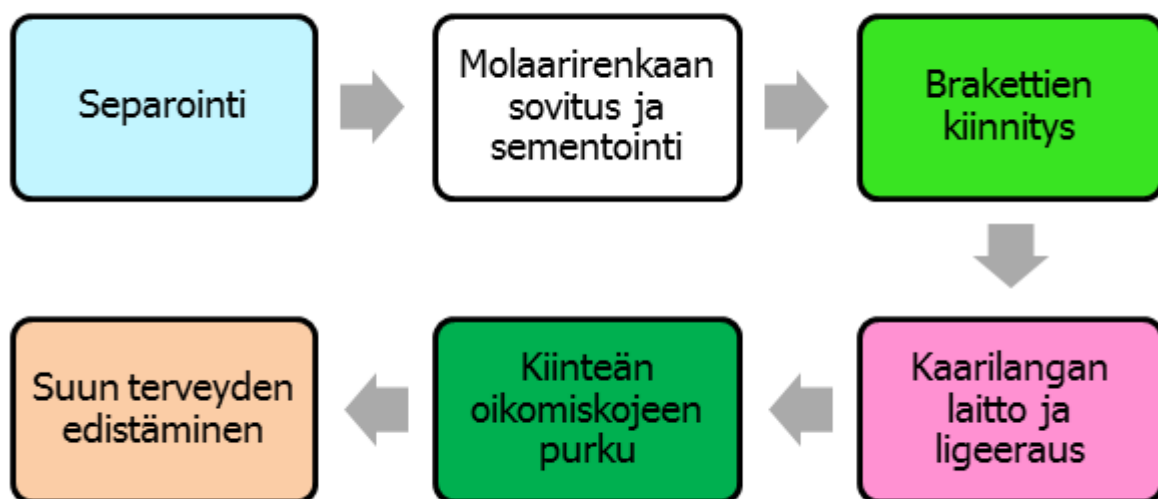 Separointi
Molaarirenkaan
sovitus ja
sementointi
Brakettien
kiinnitys
Kaarilangan
laitto ja
ligeeraus
Kiinteän
oikomiskojeen
purku
Suun terveyden
edistäminen